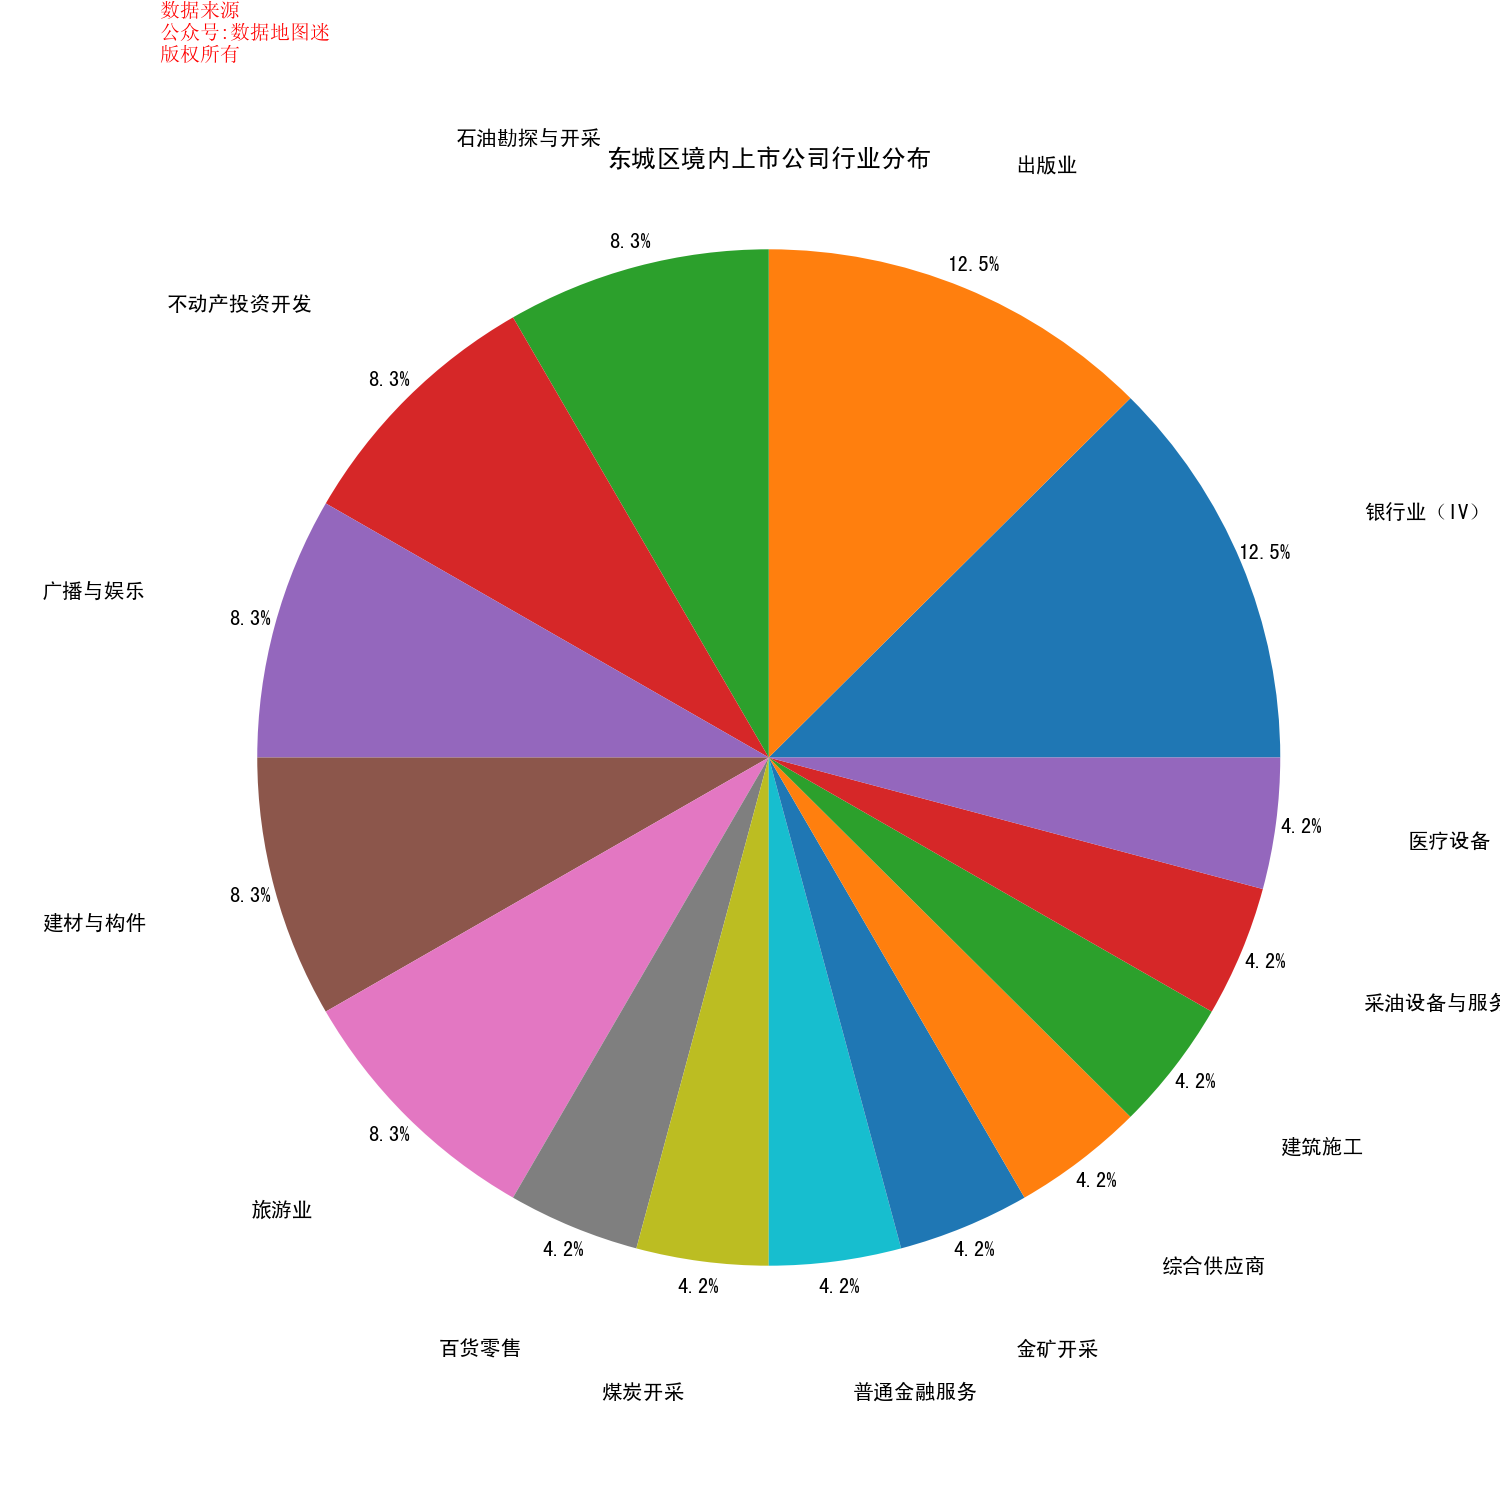 数据来源
公众号:数据地图迷
版权所有
石油勘探与开采
东城区境内上市公司行业分布
出版业
8.3%
12.5%
不动产投资开发
8.3%
银行业（IV）
12.5%
广播与娱乐
8.3%
4.2%
医疗设备
8.3%
建材与构件
4.2%
采油设备与服务
4.2%
8.3%
建筑施工
4.2%
旅游业
4.2%
4.2%
综合供应商
4.2%
4.2%
百货零售
金矿开采
煤炭开采
普通金融服务